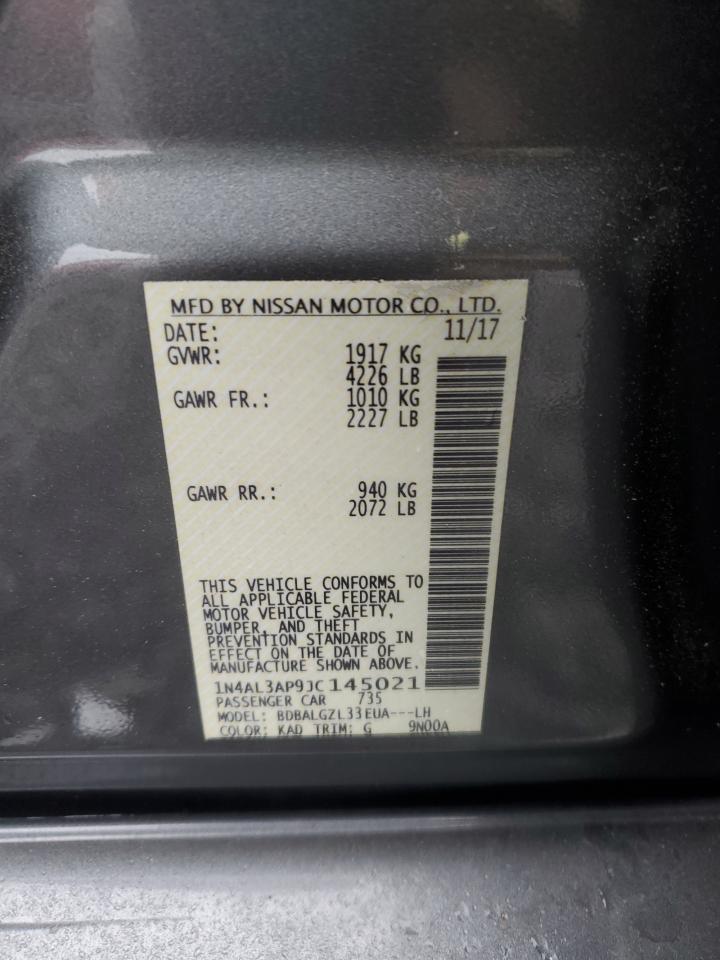 MFD BY NISSAN MOTOR CO., LTD.
DATE: 11/17
GVWR: 1917 KG
4226 LB
GAWR FR.: 1010 KG
2227 LB
GAWR RR.: 940 KG
2072 LB
THIS VEHICLE CONFORMS TO
ALL APPLICABLE FEDERAL
MOTOR VEHICLE SAFETY,
BUMPER, AND THEFT
PREVENTION STANDARDS IN
EFFECT ON THE DATE OF
MANUFACTURE SHOWN ABOVE.
1N4AL3AP9JC145021
PASSENGER CAR 735
MODEL: BDBALGZL33EUA---LH
COLOR: KAD TRIM: G 9N00A